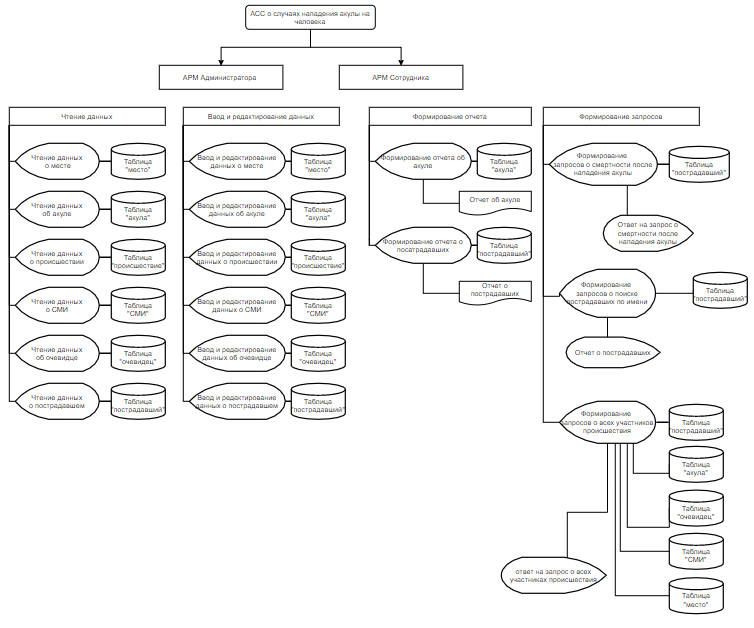 АСС о случаях нападения акулы на
человека
АРМ Администратора
АРМ Сотрудника
Чтение данных
Ввод и редактирование данных
Формирование отчета
Формирование запросов
Чтение данных
о месте
Таблица
"место"
Чтение данных
об акуле
Таблица
"акула"
Чтение данных
о происшествии
Таблица
"происшествие"
Чтение данных
о СМИ
Таблица
"СМИ"
Чтение данных
об очевидце
Таблица
"очевидец"
Чтение данных
о пострадавшем
Таблица
"пострадавший"
Ввод и редактирование
данных о месте
Таблица
"место"
Ввод и редактирование
данных об акуле
Таблица
"акула"
Ввод и редактирование
данных о происшествии
Таблица
"происшествие"
Ввод и редактирование
данных о СМИ
Таблица
"СМИ"
Ввод и редактирование
данных об очевидце
Таблица
"очевидец"
Ввод и редактирование
данных о пострадавшем
Таблица
"пострадавший"
Формирование отчета об
акуле
Таблица
"акула"
Отчет об акуле
Формирование отчета о
посатрадавших
Таблица
"пострадавший"
Отчет о
пострадавших
Формирование
запросов о смертности после
нападения акулы
Таблица
"пострадавший"
Ответ на запрос о
смертности после
нападения акулы
Формирование
запросов о поиске
пострадавших по имени
Таблица
"пострадавший"
Отчет о пострадавших
Формирование
запросов о всех участников
происшествия
Таблица
"пострадавший"
Таблица
"акула"
Таблица
"очевидец"
Таблица
"СМИ"
Таблица
"место"
ответ на запрос о всех
участниках происшествия